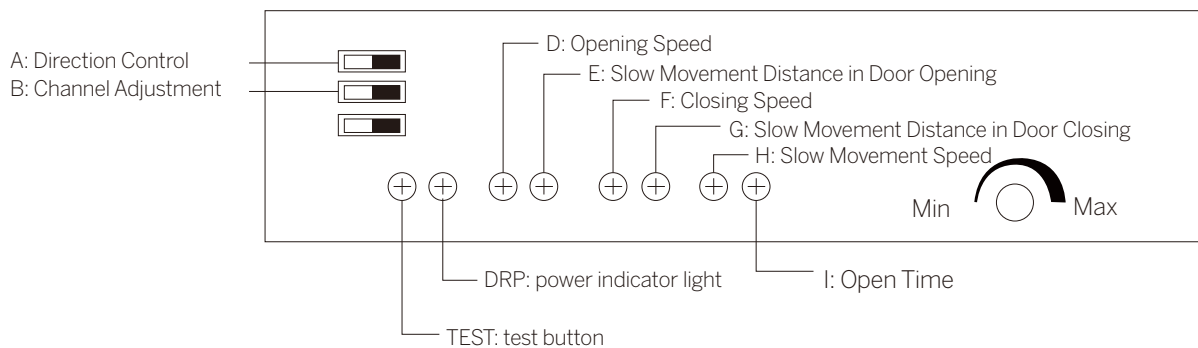 D: Opening Speed
A: Direction Control
E: Slow Movement Distance in Door Opening
B: Channel Adjustment
F: Closing Speed
G: Slow Movement Distance in Door Closing
H: Slow Movement Speed
Min
Max
DRP: power indicator light
I: Open Time
TEST: test button